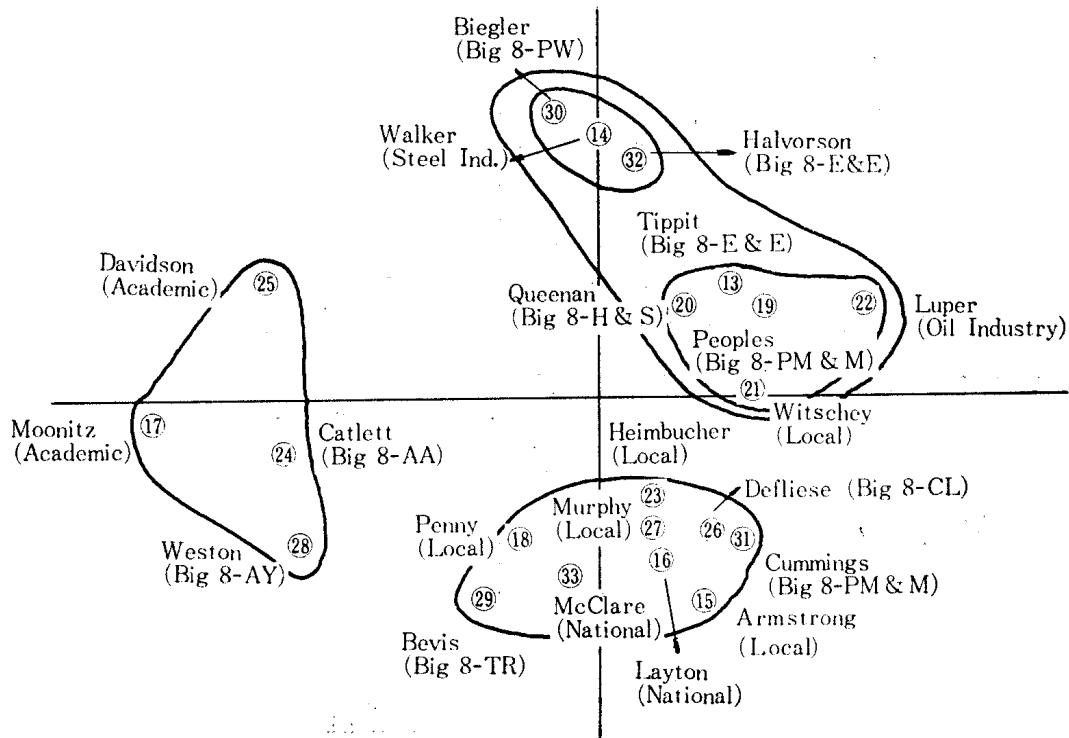 Biegler
(Big 8-PW)
㉚
Walker
(Steel Ind.)
⑭
㉜
Halvorson
(Big 8-E&E)
Tippit
(Big 8-E & E)
Davidson
(Academic)
㉕
Queenan
(Big 8-H & S)
⑳
⑬
⑲
㉒
Luper
(Oil Industry)
Peoples
(Big 8-PM & M)
㉑
Witschey
(Local)
Moonitz
(Academic)
⑰
㉔
Catlett
(Big 8-AA)
Heimbucher
(Local)
Weston
(Big 8-AY)
㉘
Penny
(Local)
⑱
Murphy
(Local)
㉓
㉗
⑯
㉖
㉛
Defliese (Big 8-CL)
Cummings
(Big 8-PM & M)
㉙
㉝
McClare
(National)
⑮
Armstrong
(Local)
Bevis
(Big 8-TR)
Layton
(National)